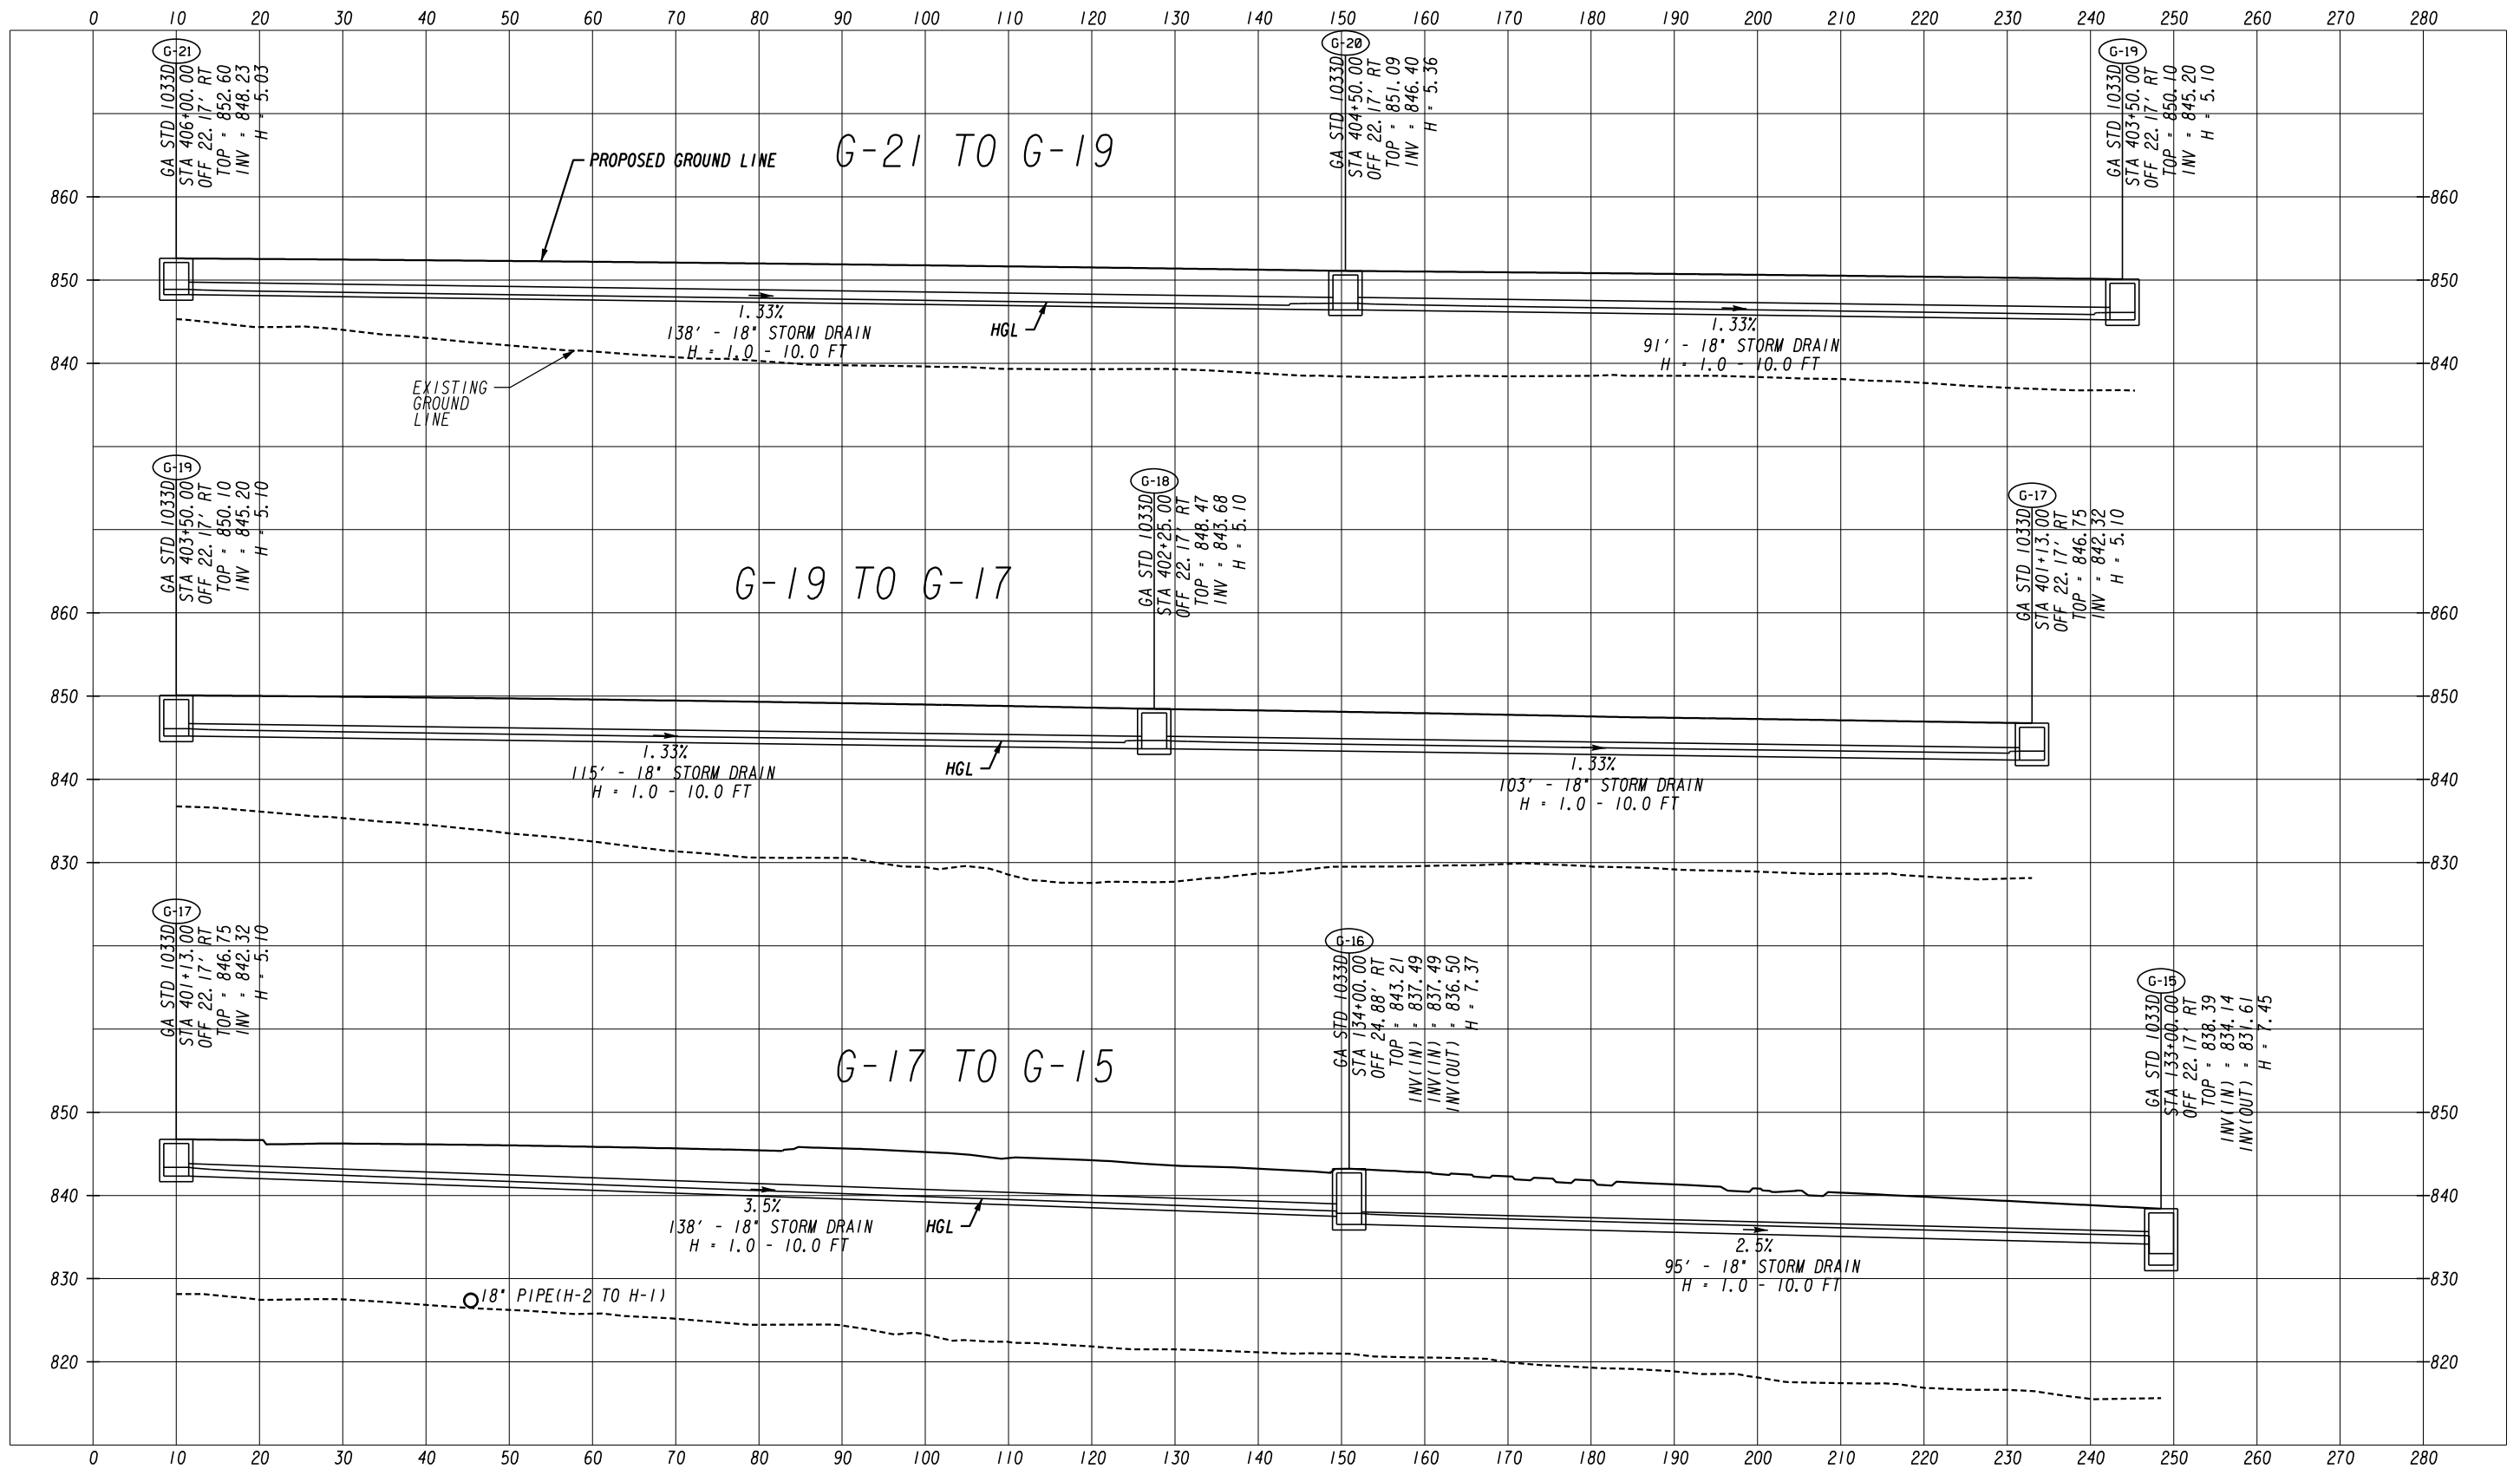 0 10 20 30 40 50 60 70 80 90 100 110 120 130 140 150 160 170 180 190 200 210 220 230 240 250 260 270 280
G-21
GA STD 1033D
STA 406+00.00
OFF 22.17' RT
TOP = 852.60
INV = 848.23
H = 5.03
G-20
GA STD 1033D
STA 404+50.00
OFF 22.17' RT
TOP = 851.09
INV = 846.40
H = 5.36
G-19
GA STD 1033D
STA 403+50.00
OFF 22.17' RT
TOP = 850.10
INV = 845.20
H = 5.10
G-21 TO G-19
PROPOSED GROUND LINE
860 860
850 850
840 840
1.33%
138' - 18" STORM DRAIN
H = 1.0 - 10.0 FT
HGL
1.33%
91' - 18" STORM DRAIN
H = 1.0 - 10.0 FT
EXISTING
GROUND
LINE
G-19
GA STD 1033D
STA 403+50.00
OFF 22.17' RT
TOP = 850.10
INV = 845.20
H = 5.10
G-18
GA STD 1033D
STA 402+25.00
OFF 22.17' RT
TOP = 848.47
INV = 843.68
H = 5.10
G-17
GA STD 1033D
STA 401+13.00
OFF 22.17' RT
TOP = 846.75
INV = 842.32
H = 5.10
G-19 TO G-17
860 860
850 850
840 840
830 830
1.33%
115' - 18" STORM DRAIN
H = 1.0 - 10.0 FT
HGL
1.33%
103' - 18" STORM DRAIN
H = 1.0 - 10.0 FT
G-17
GA STD 1033D
STA 401+13.00
OFF 22.17' RT
TOP = 846.75
INV = 842.32
H = 5.10
G-16
GA STD 1033D
STA 134+00.00
OFF 24.88' RT
TOP = 843.21
INV(IN) = 837.49
INV(IN) = 837.49
INV(OUT) = 836.50
H = 7.37
G-15
GA STD 1033D
STA 133+00.00
OFF 22.17' RT
TOP = 838.39
INV(IN) = 834.14
INV(OUT) = 831.61
H = 7.45
G-17 TO G-15
850 850
840 840
830 830
820 820
3.5%
138' - 18" STORM DRAIN
H = 1.0 - 10.0 FT
HGL
2.5%
95' - 18" STORM DRAIN
H = 1.0 - 10.0 FT
18" PIPE(H-2 TO H-1)
0 10 20 30 40 50 60 70 80 90 100 110 120 130 140 150 160 170 180 190 200 210 220 230 240 250 260 270 280